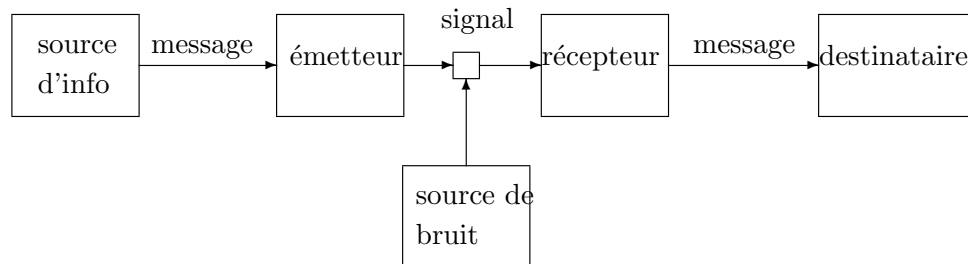 signal
source
d'info
message
émetteur
récepteur
message
destinataire
source de
bruit